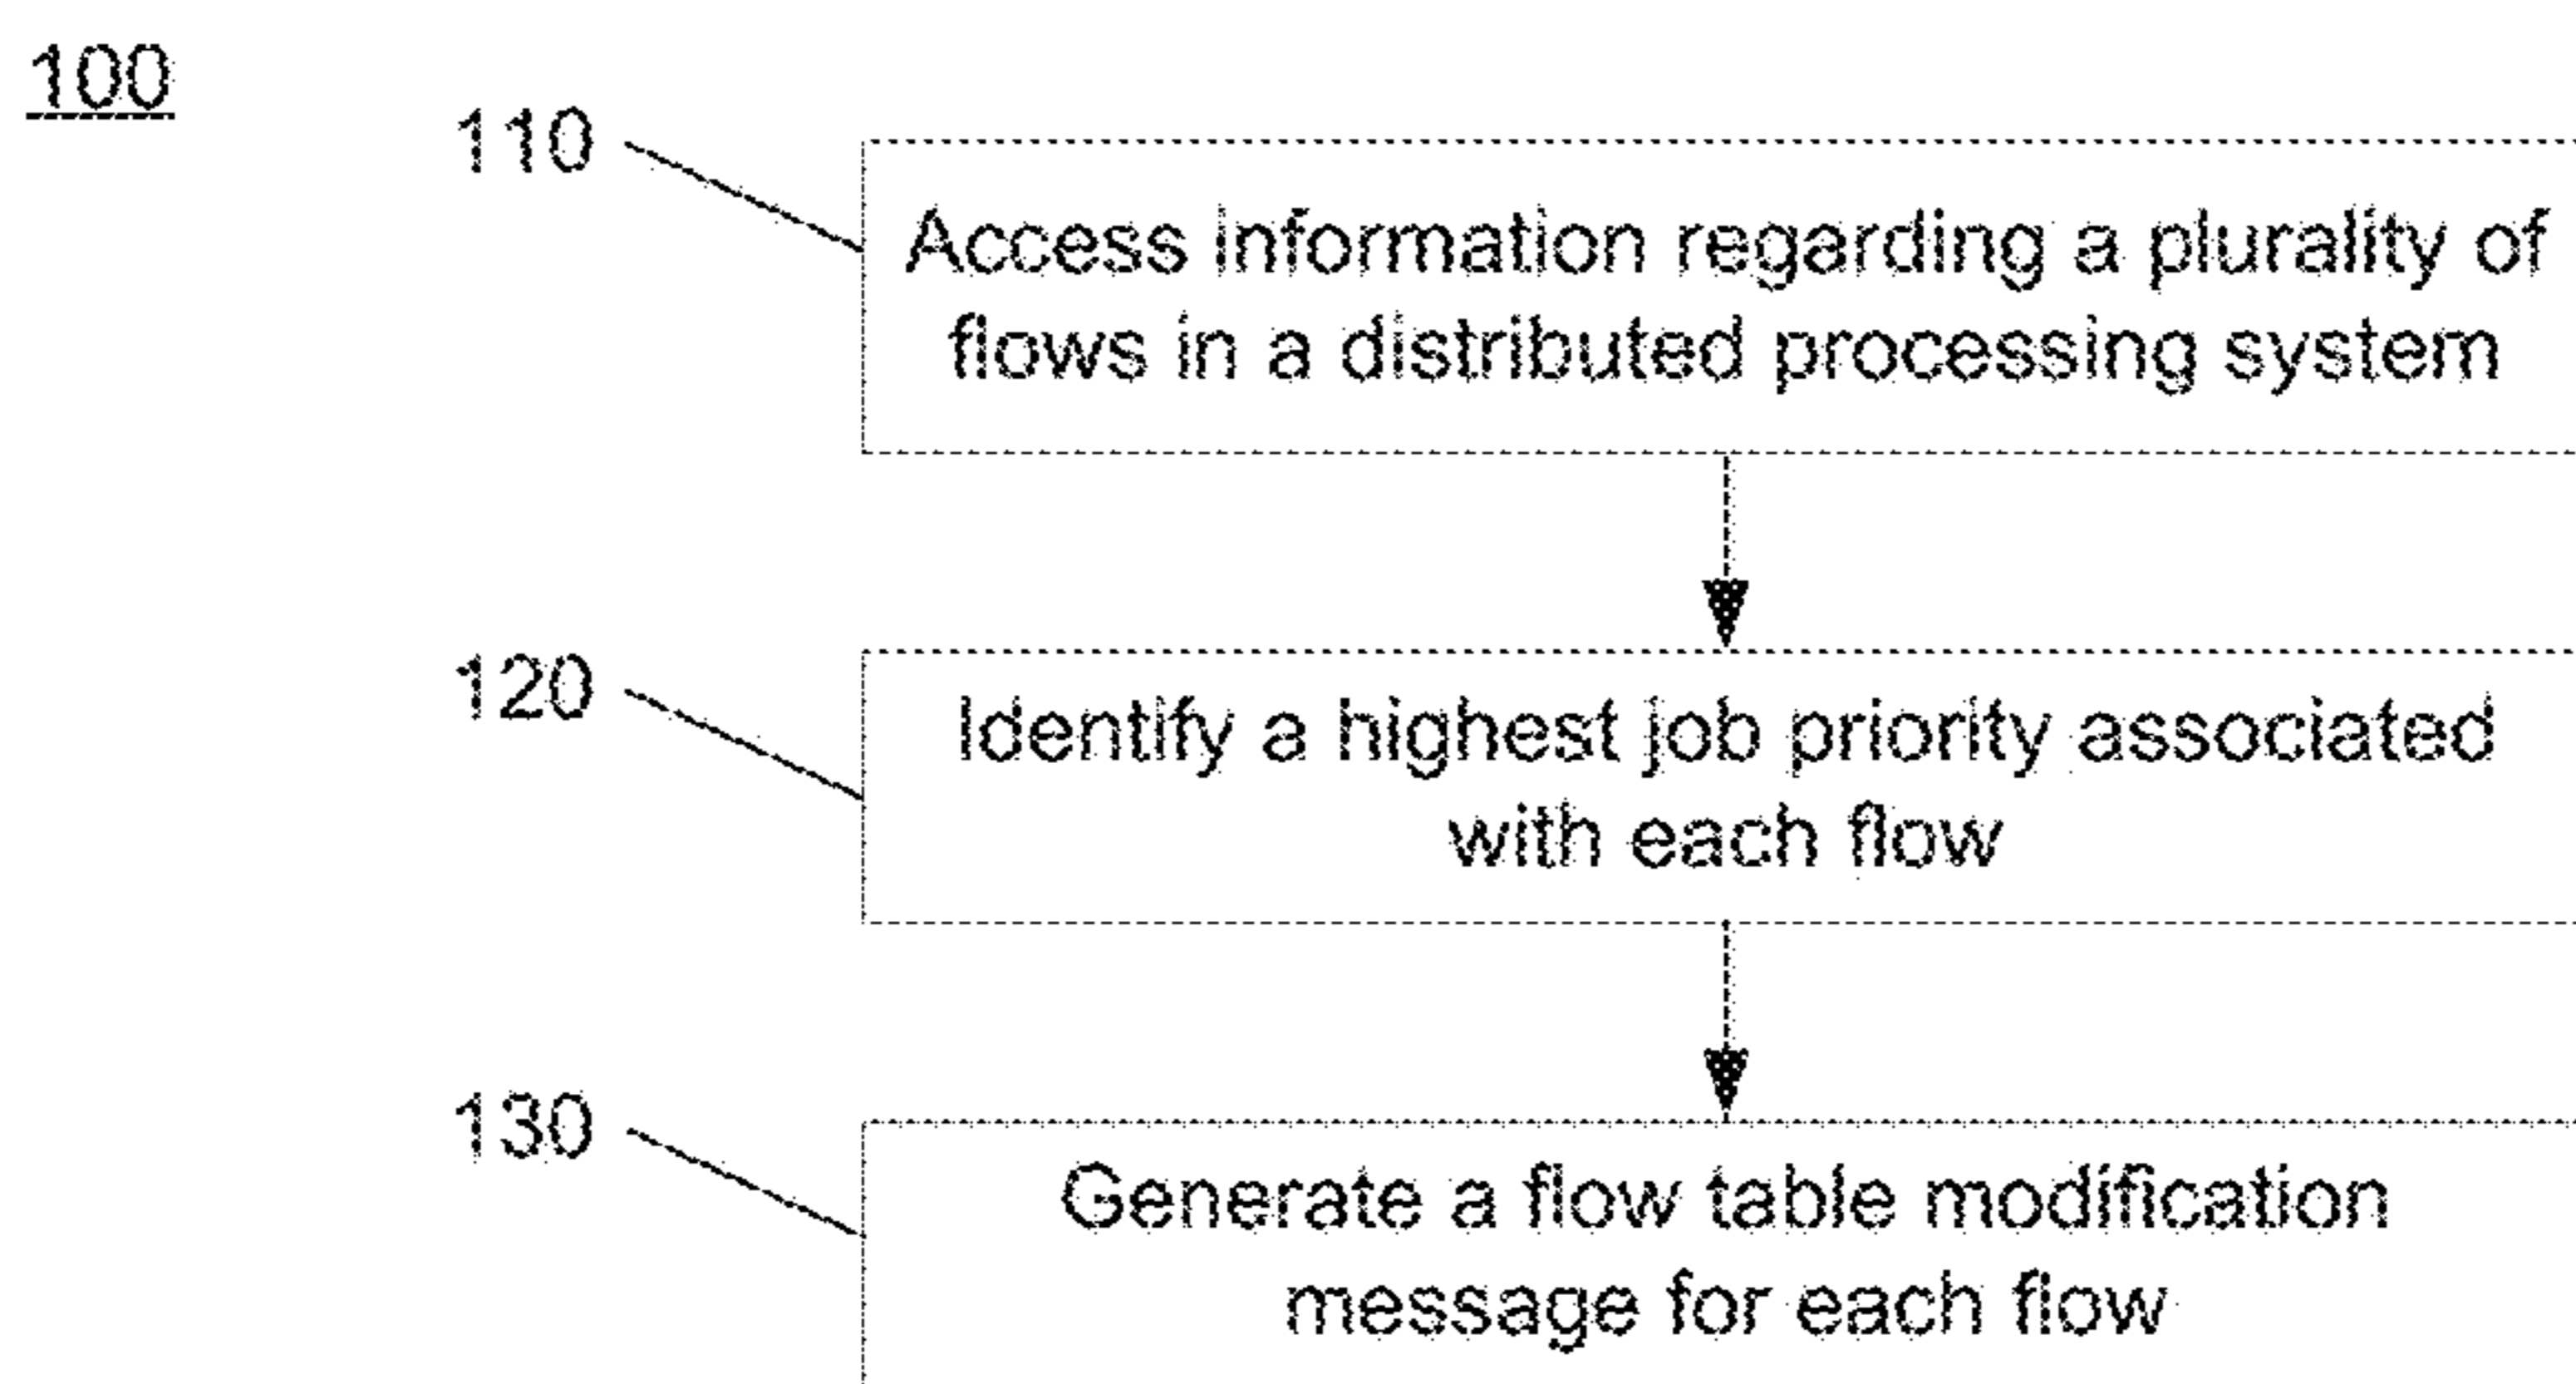 100
110
Access information regarding a plurality of
flows in a distributed processing system
120
Identify a highest job priority associated
with each flow
130
Generate a flow table modification
message for each flow